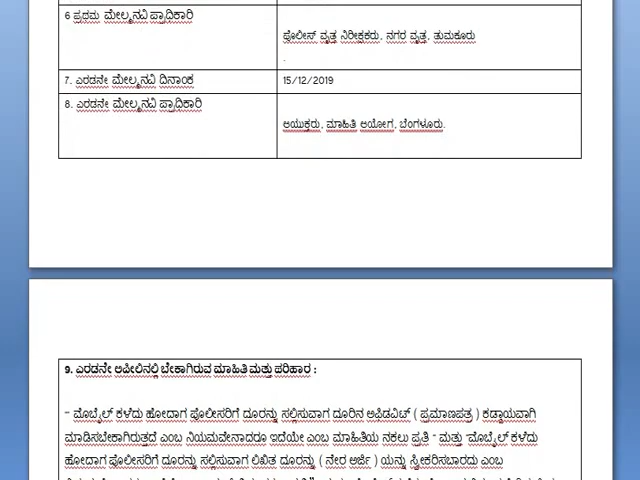 6 ಪ್ರಥಮ ಮೇಲ್ಮನವಿ ಪ್ರಾಧಿಕಾರಿ
ಪೊಲೀಸ್ ವೃತ್ತ ನಿರೀಕ್ಷಕರು, ನಗರ ವೃತ್ತ, ತುಮಕೂರು
.
7. ಎರಡನೇ ಮೇಲ್ಮನವಿ ದಿನಾಂಕ
15/12/2019
8. ಎರಡನೇ ಮೇಲ್ಮನವಿ ಪ್ರಾಧಿಕಾರಿ
ಆಯುಕ್ತರು, ಮಾಹಿತಿ ಆಯೋಗ, ಬೆಂಗಳೂರು.
9. ಎರಡನೇ ಅಪೀಲಿನಲ್ಲಿ ಬೇಕಾಗಿರುವ ಮಾಹಿತಿ ಮತ್ತು ಪರಿಹಾರ :
– ಮೊಬೈಲ್ ಕಳೆದು ಹೋದಾಗ ಪೊಲೀಸರಿಗೆ ದೂರನ್ನು ಸಲ್ಲಿಸುವಾಗ ದೂರಿನ ಅಫಿಡವಿಟ್ ( ಪ್ರಮಾಣಪತ್ರ ) ಕಡ್ಡಾಯವಾಗಿ
ಮಾಡಿಸಬೇಕಾಗಿರುತ್ತದೆ ಎಂಬ ನಿಯಮವೇನಾದರೂ ಇದೆಯೇ ಎಂಬ ಮಾಹಿತಿಯ ನಕಲು ಪ್ರತಿ - ಮತ್ತು "ಮೊಬೈಲ್ ಕಳೆದು
ಹೋದಾಗ ಪೊಲೀಸರಿಗೆ ದೂರನ್ನು ಸಲ್ಲಿಸುವಾಗ ಲಿಖಿತ ದೂರನ್ನು ( ನೇರ ಅರ್ಜಿ ) ಯನ್ನು ಸ್ವೀಕರಿಸಬಾರದು ಎಂಬ